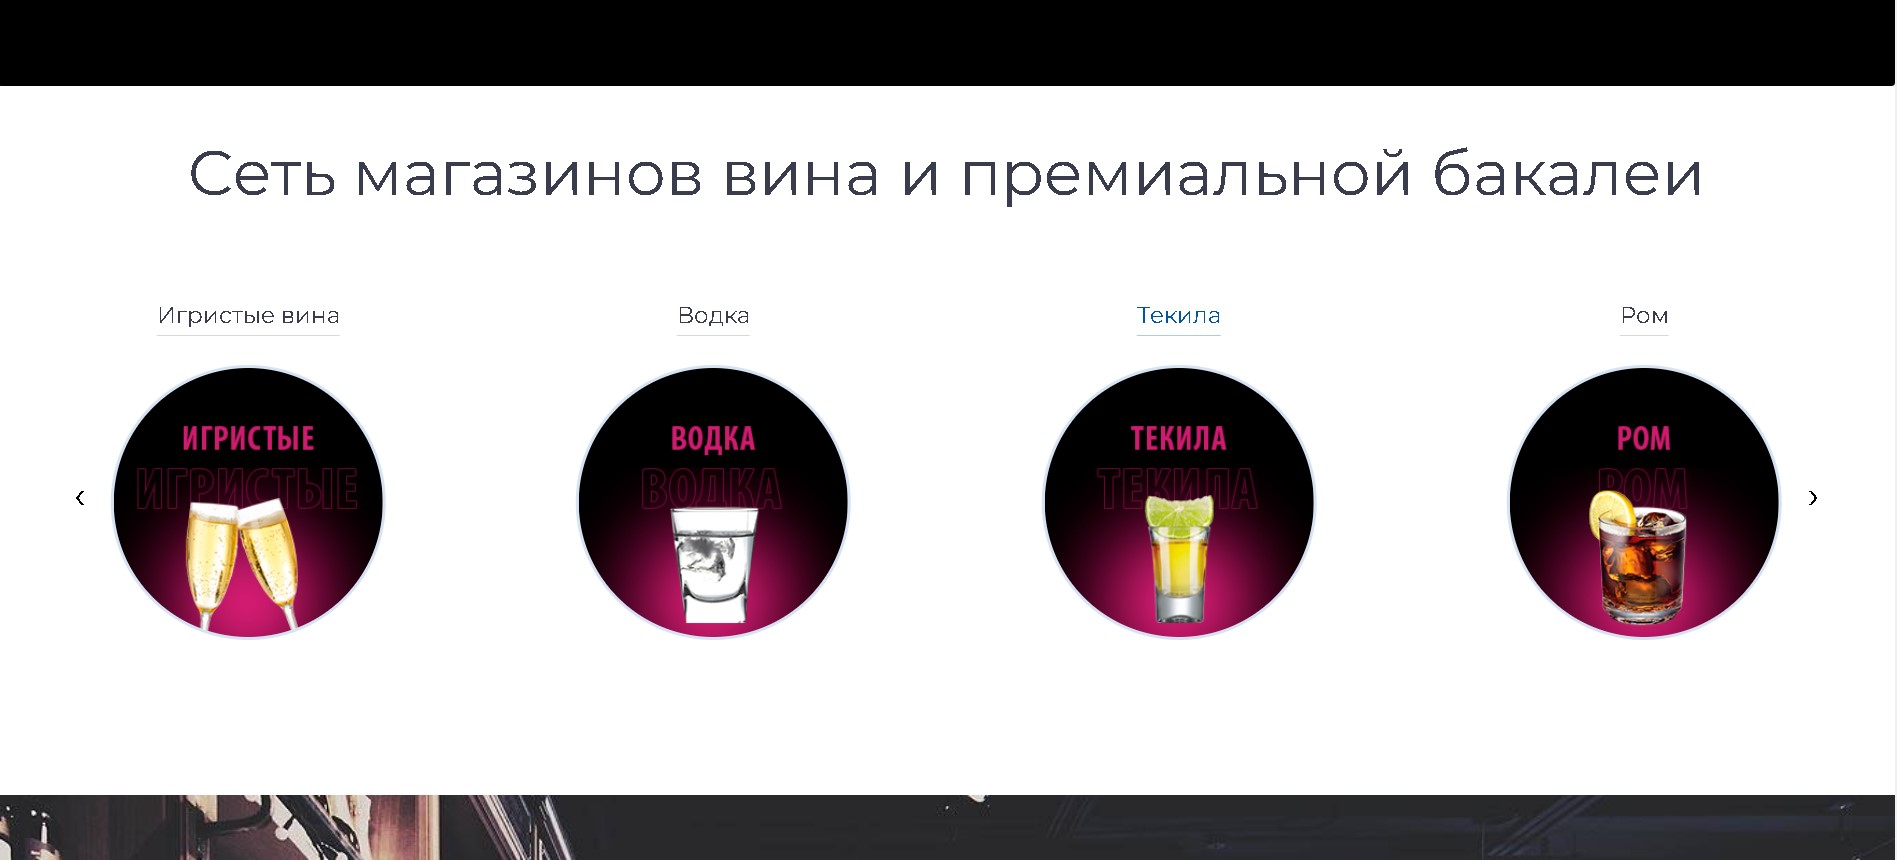 Сеть магазинов вина и премиальной бакалеи
Игристые вина
Водка
Текила
Ром
ИГРИСТЫЕ
ИГРИСТЫЕ
ВОДКА
ВОДКА
ТЕКИЛА
ТЕКИЛА
РОМ
РОМ